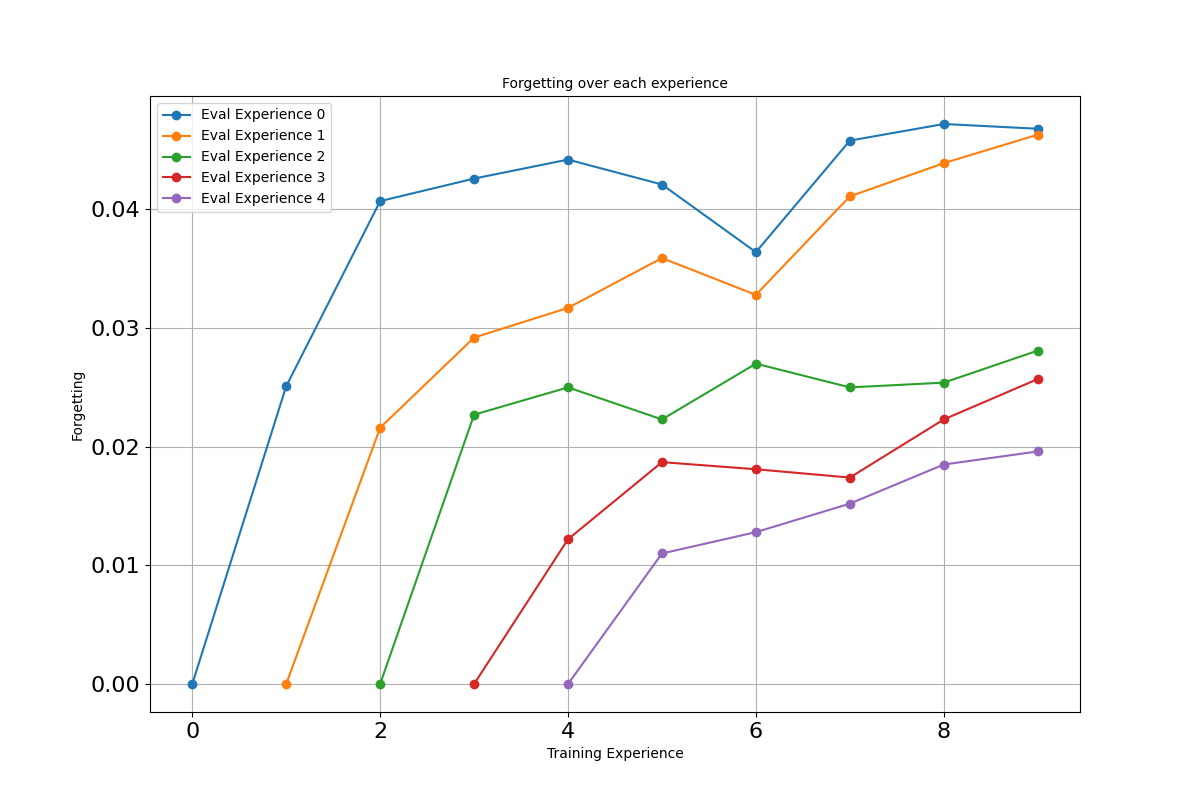 Forgetting over each experience
Eval Experience 0
Eval Experience 1
Eval Experience 2
Eval Experience 3
Eval Experience 4
0.04
0.03
0.02
0.01
0.00
Forgetting
0 2 4 6 8
Training Experience